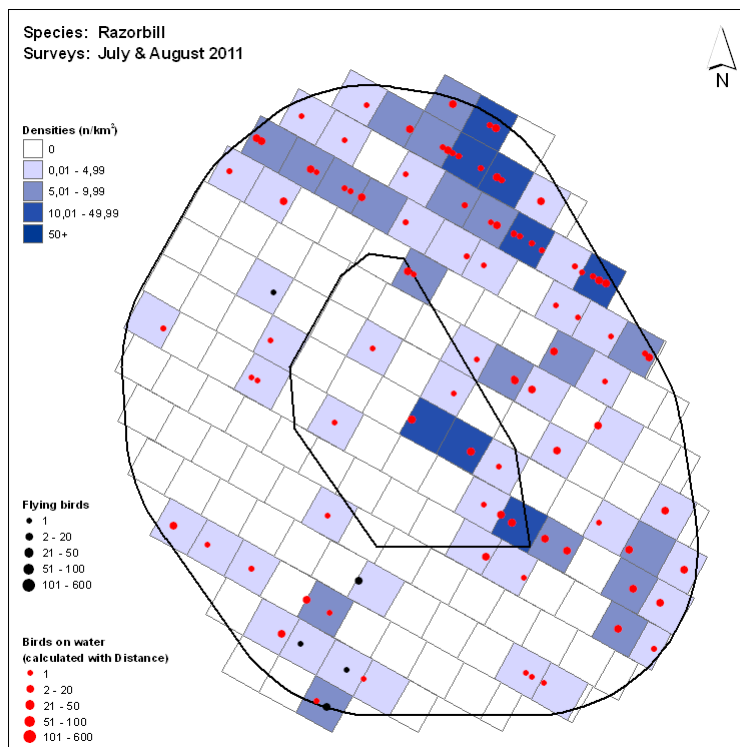 Species: Razorbill
Surveys: July & August 2011
N
Densities (n/km²)
0
0,01 - 4,99
5,01 - 9,99
10,01 - 49,99
50+
Flying birds
1
2 - 20
21 - 50
51 - 100
101 - 600
Birds on water
(calculated with Distance)
1
2 - 20
21 - 50
51 - 100
101 - 600